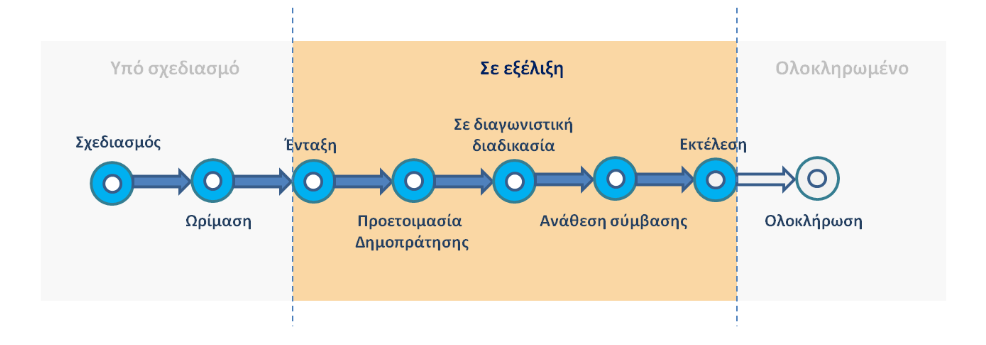 Υπό σχεδιασμό
Σε εξέλιξη
Ολοκληρωμένο
Σχεδιασμός
Ωρίμαση
Ένταξη
Προετοιμασία
Δημοπράτησης
Σε διαγωνιστική
διαδικασία
Ανάθεση σύμβασης
Εκτέλεση
Ολοκλήρωση